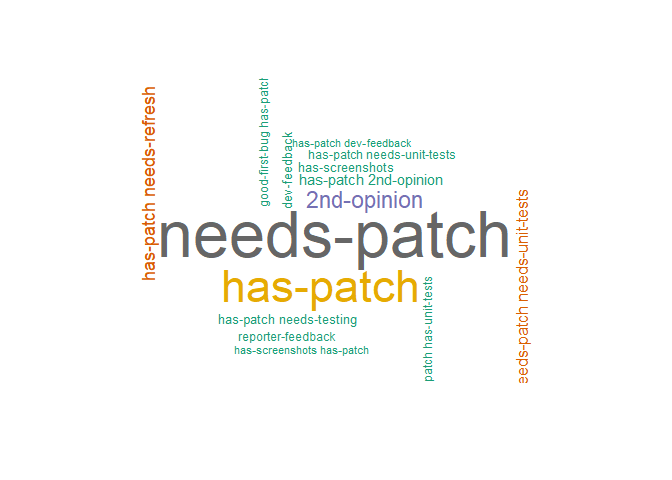 has-patch needs-refresh
good-first-bug has-patch
dev-feedback
has-patch dev-feedback
has-patch needs-unit-tests
has-screenshots
has-patch 2nd-opinion
2nd-opinion
needs-patch
has-patch
eeds-patch needs-unit-tests
patch has-unit-tests
has-patch needs-testing
reporter-feedback
has-screenshots has-patch